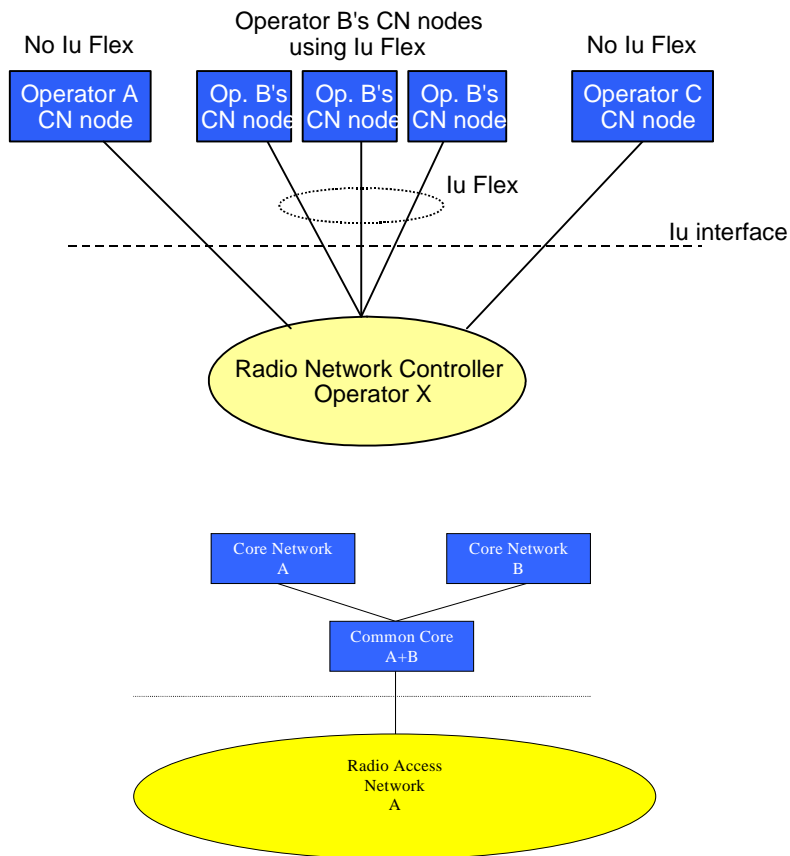 Operator B's CN nodes
using Iu Flex
No Iu Flex
No Iu Flex
Operator A
CN node
Op. B's
CN node
Op. B's
CN node
Op. B's
CN node
Operator C
CN node
Iu Flex
Iu interface
Radio Network Controller
Operator X
Core Network
A
Core Network
B
Common Core
A+B
Radio Access
Network
A